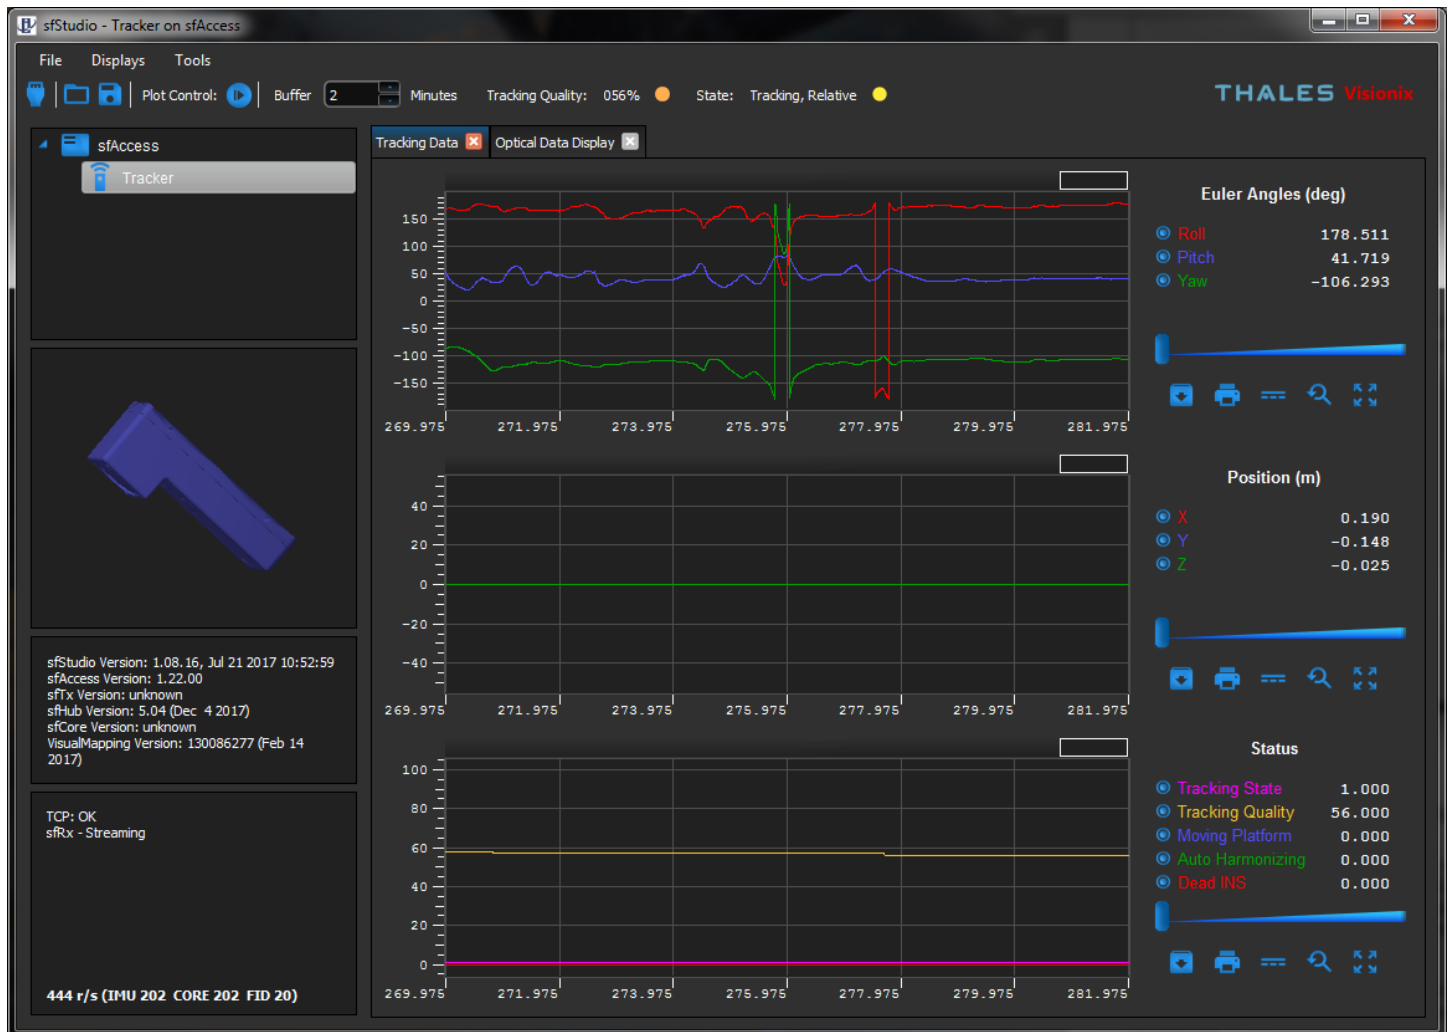 sfStudio - Tracker on sfAccess
File Displays Tools
Plot Control: Buffer 2 Minutes Tracking Quality: 056% State: Tracking, Relative
THALES Visionix
sfAccess
Tracker
Tracking Data Optical Data Display
150
100
50
0
-50
-100
-150
269.975 271.975 273.975 275.975 277.975 279.975 281.975
Euler Angles (deg)
Roll 178.511
Pitch 41.719
Yaw -106.293
40
20
0
-20
-40
269.975 271.975 273.975 275.975 277.975 279.975 281.975
Position (m)
X 0.190
Y -0.148
Z -0.025
sfStudio Version: 1.08.16, Jul 21 2017 10:52:59
sfAccess Version: 1.22.00
sfTx Version: unknown
sfHub Version: 5.04 (Dec 4 2017)
sfCore Version: unknown
VisualMapping Version: 130086277 (Feb 14
2017)
100
80
60
40
20
0
269.975 271.975 273.975 275.975 277.975 279.975 281.975
Status
Tracking State 1.000
Tracking Quality 56.000
Moving Platform 0.000
Auto Harmonizing 0.000
Dead INS 0.000
TCP: OK
sfRx - Streaming
444 r/s (IMU 202 CORE 202 FID 20)